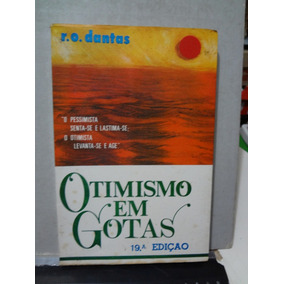 r.o. dantas
"O PESSIMISTA
SENTA-SE E LASTIMA-SE;
O OTIMISTA
LEVANTA-SE E AGE"
OTIMISMO
EM
GOTAS
19.ª EDIÇÃO